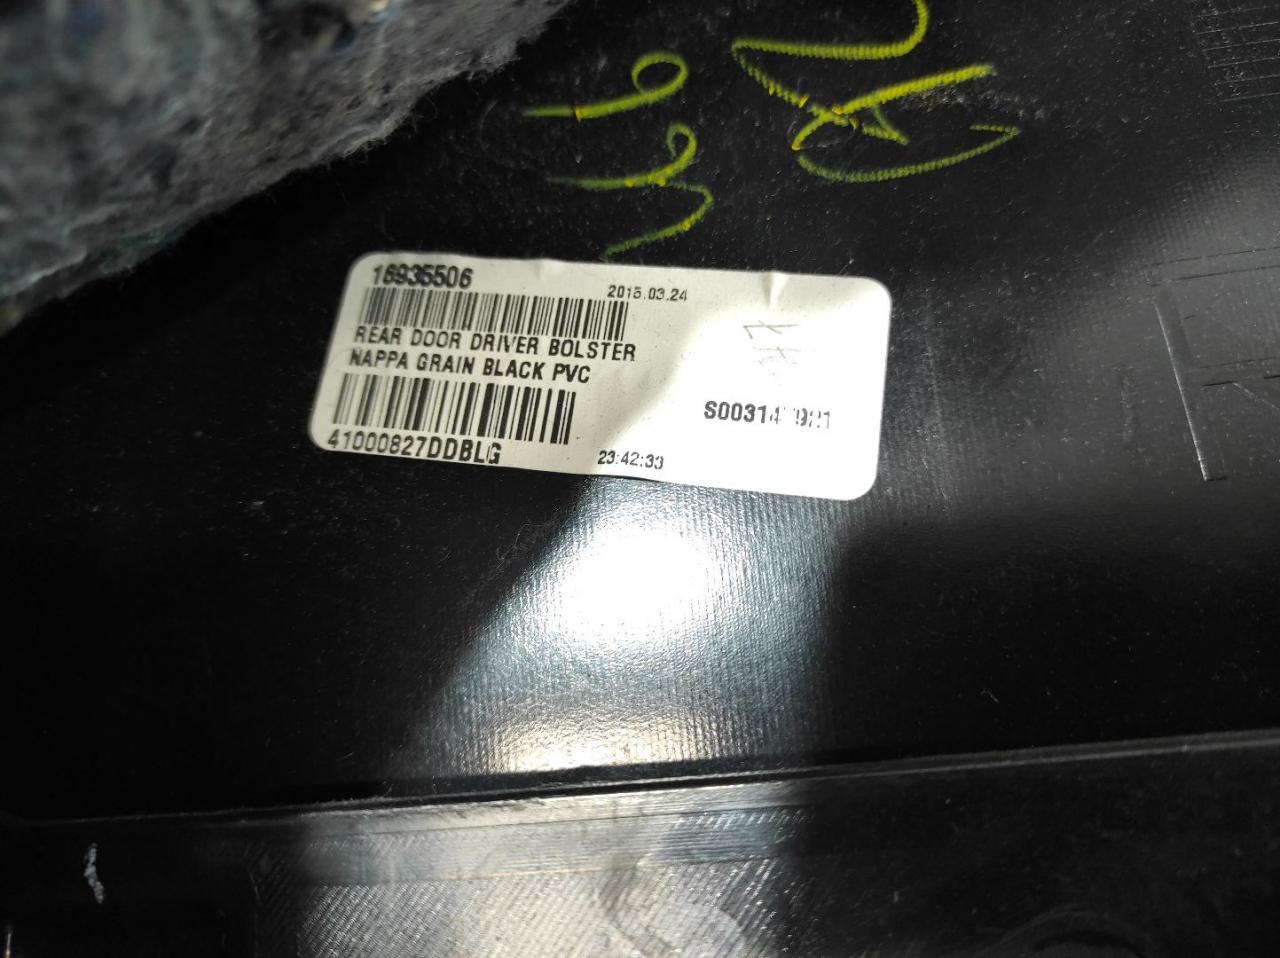 16935506
2015.03.24
REAR DOOR DRIVER BOLSTER
NAPPA GRAIN BLACK PVC
41000827DDBLG
23:42:33